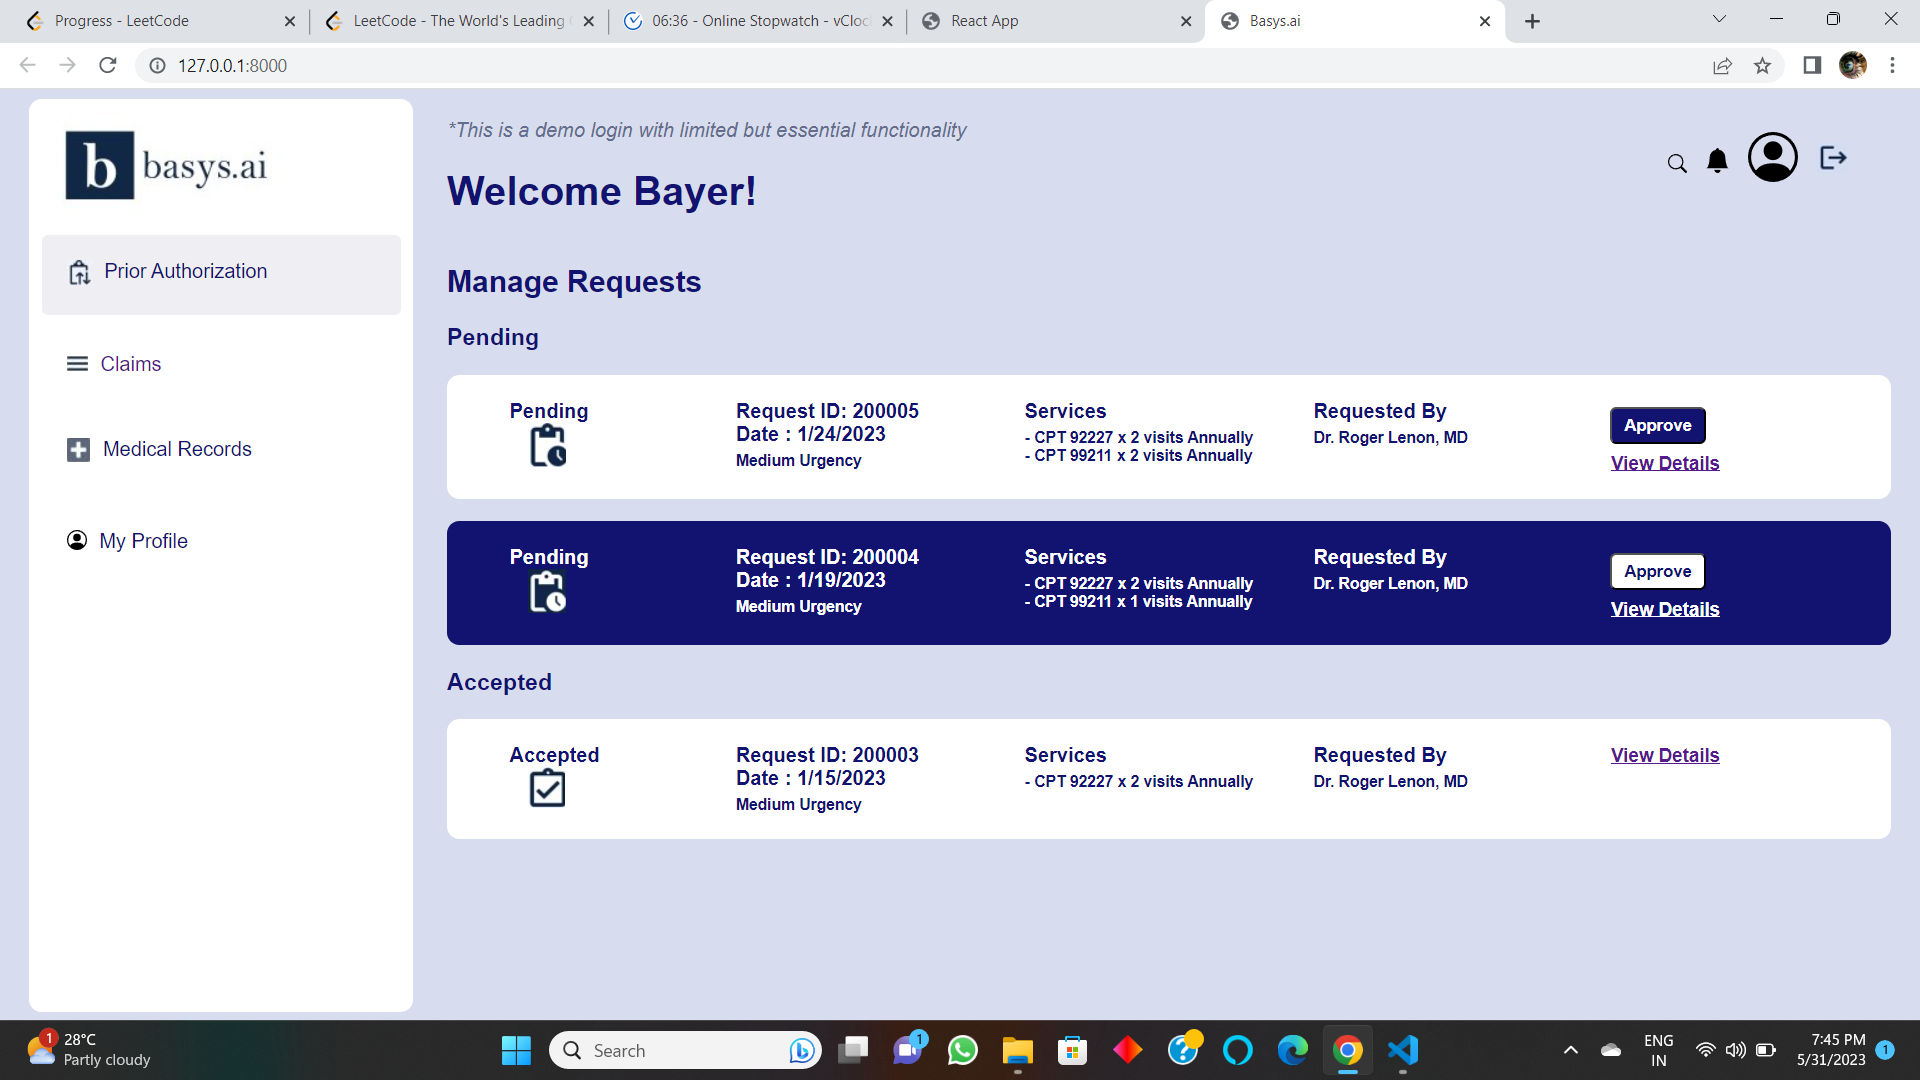 Progress - LeetCode
LeetCode - The World's Leading
06:36 - Online Stopwatch - vCloc
React App
Basys.ai
127.0.0.1:8000
b basys.ai
Prior Authorization
Claims
Medical Records
My Profile
*This is a demo login with limited but essential functionality
Welcome Bayer!
Manage Requests
Pending
Pending
Request ID: 200005
Date : 1/24/2023
Medium Urgency
Services
- CPT 92227 x 2 visits Annually
- CPT 99211 x 2 visits Annually
Requested By
Dr. Roger Lenon, MD
Approve
View Details
Pending
Request ID: 200004
Date : 1/19/2023
Medium Urgency
Services
- CPT 92227 x 2 visits Annually
- CPT 99211 x 1 visits Annually
Requested By
Dr. Roger Lenon, MD
Approve
View Details
Accepted
Accepted
Request ID: 200003
Date : 1/15/2023
Medium Urgency
Services
- CPT 92227 x 2 visits Annually
Requested By
Dr. Roger Lenon, MD
View Details
1
28°C
Partly cloudy
Search
1
ENG
IN
7:45 PM
5/31/2023
1